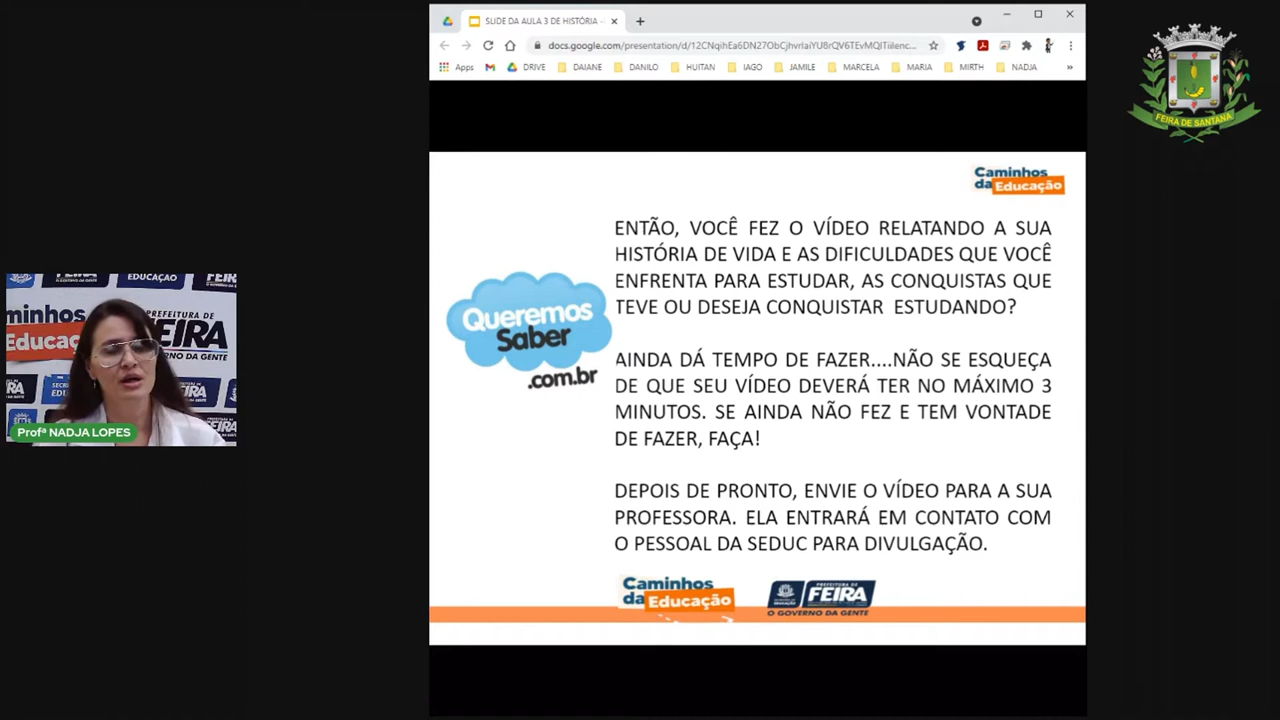 SLIDE DA AULA 3 DE HISTÓRIA -
docs.google.com/presentation/d/12CNqihEa6DN27ObCjhvrIaiYU8rQV6TEvMQITiilenc...
Apps DRIVE DAIANE DANILO HUITAN IAGO JAMILE MARCELA MARIA MIRTH NADJA »
FEIRA DE SANTANA
Caminhos
da Educação
ENTÃO, VOCÊ FEZ O VÍDEO RELATANDO A SUA
HISTÓRIA DE VIDA E AS DIFICULDADES QUE VOCÊ
ENFRENTA PARA ESTUDAR, AS CONQUISTAS QUE
TEVE OU DESEJA CONQUISTAR ESTUDANDO?
Queremos
Saber
.com.br
AINDA DÁ TEMPO DE FAZER....NÃO SE ESQUEÇA
DE QUE SEU VÍDEO DEVERÁ TER NO MÁXIMO 3
MINUTOS. SE AINDA NÃO FEZ E TEM VONTADE
DE FAZER, FAÇA!
DEPOIS DE PRONTO, ENVIE O VÍDEO PARA A SUA
PROFESSORA. ELA ENTRARÁ EM CONTATO COM
O PESSOAL DA SEDUC PARA DIVULGAÇÃO.
Caminhos
da Educação
PREFEITURA DE
FEIRA
O GOVERNO DA GENTE
EDUCAÇÃO
PREFEITURA DE
FEIRA
Profª NADJA LOPES